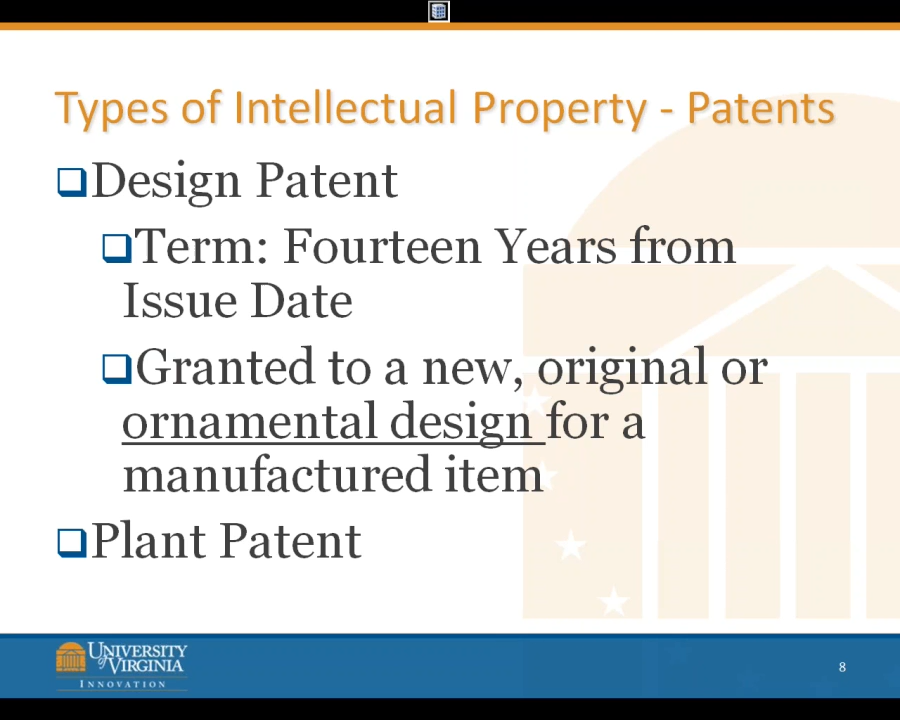 Types of Intellectual Property - Patents
Design Patent
Term: Fourteen Years from
Issue Date
Granted to a new, original or
ornamental design for a
manufactured item
Plant Patent
UNIVERSITY
of VIRGINIA
INNOVATION
8